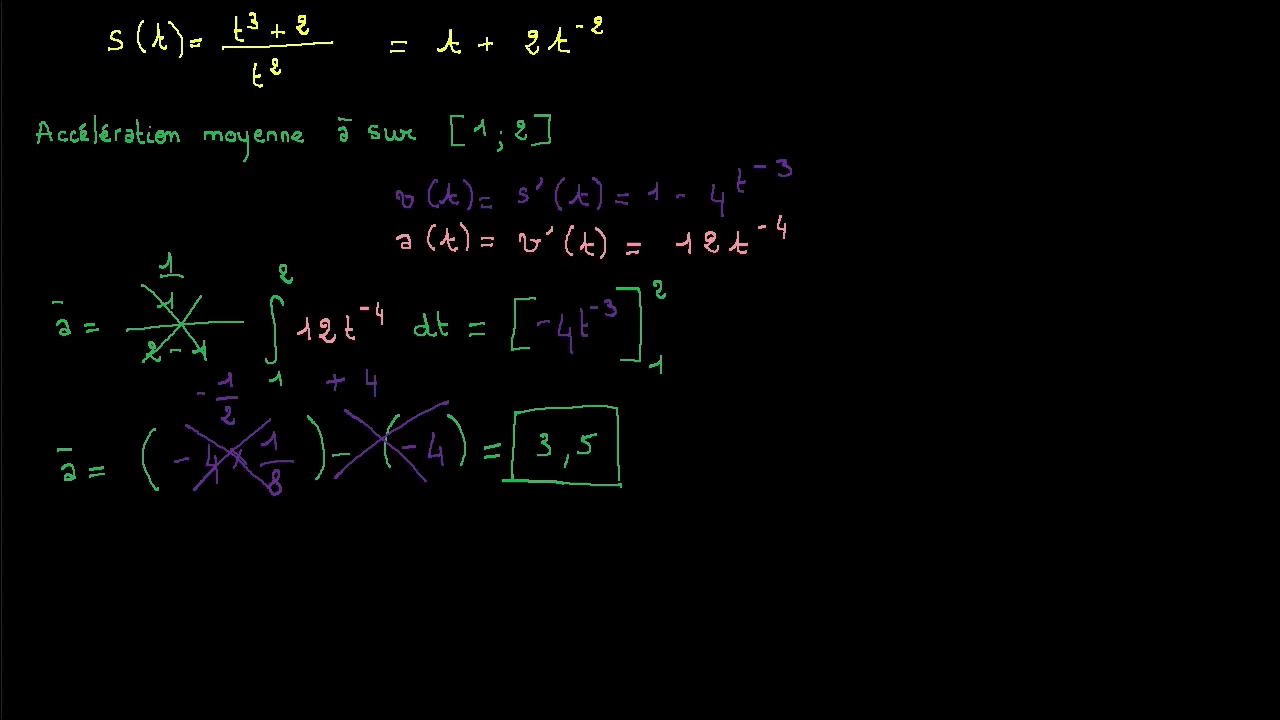 s(t) = (t³ + 2)/t² = t + 2t⁻²
Accélération moyenne ā sur [1 ; 2]
v(t) = s'(t) = 1 - 4t⁻³
a(t) = v'(t) = 12t⁻⁴
ā = 1/(2 - 1) 1 ∫₁² 12t⁻⁴ dt = [-4t⁻³]₁²
-1/2 + 4
ā = (-4 × 1/8) - (-4) = 3,5